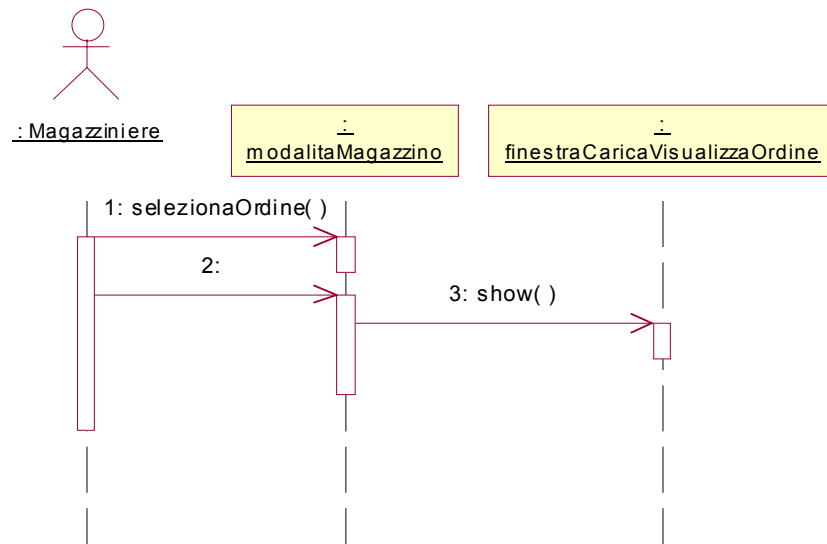 : Magazziniere
:
modalitaMagazzino
:
finestraCaricaVisualizzaOrdine
1: selezionaOrdine( )
2:
3: show( )